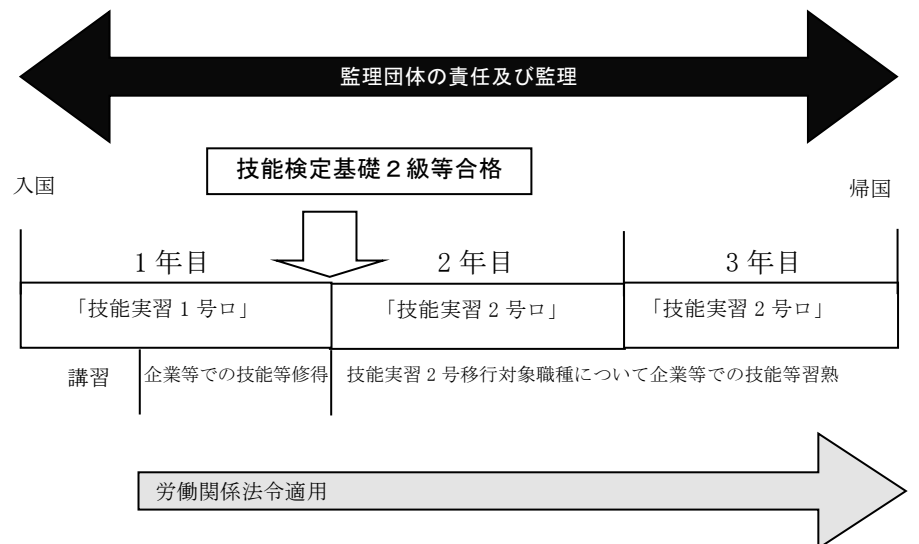 監理団体の責任及び監理
技能検定基礎２級等合格
入国
帰国
１年目
２年目
３年目
「技能実習１号ロ」
「技能実習２号ロ」
「技能実習２号ロ」
講習
企業等での技能等修得
技能実習２号移行対象職種について企業等での技能等習熟
労働関係法令適用